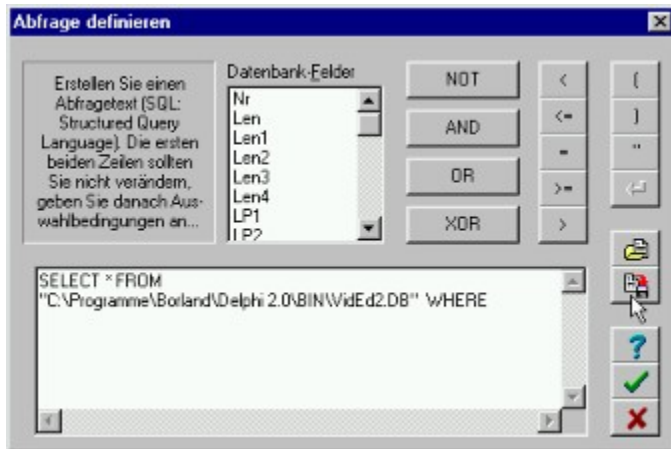 Abfrage definieren
Erstellen Sie einen
Abfragetext (SQL:
Structured Query
Language). Die ersten
beiden Zeilen sollten
Sie nicht verändern,
geben Sie danach Aus-
wahlbedingungen an...
Datenbank-Felder
Nr
Len
Len1
Len2
Len3
Len4
LP1
LP2
NOT
AND
OR
XOR
<
<=
=
>=
>
(
)
"
SELECT * FROM
"C:\Programme\Borland\Delphi 2.0\BIN\VidEd2.DB" WHERE
?